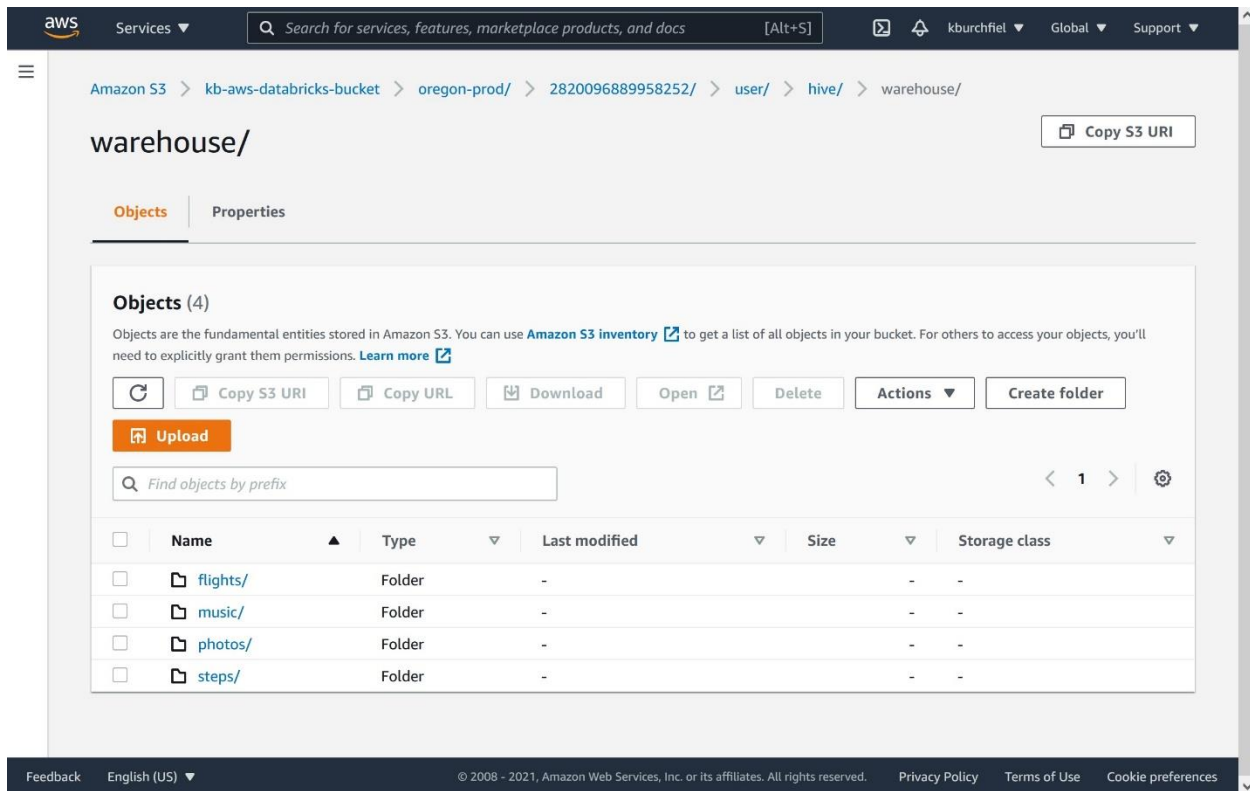 aws Services ▼ Search for services, features, marketplace products, and docs [Alt+S] kburchfiel ▼ Global ▼ Support ▼
Amazon S3 > kb-aws-databricks-bucket > oregon-prod/ > 2820096889958252/ > user/ > hive/ > warehouse/
warehouse/
Copy S3 URI
Objects Properties
Objects (4)
Objects are the fundamental entities stored in Amazon S3. You can use Amazon S3 inventory to get a list of all objects in your bucket. For others to access your objects, you'll
need to explicitly grant them permissions. Learn more
Copy S3 URI Copy URL Download Open Delete Actions ▼ Create folder
Upload
Find objects by prefix < 1 >
Name ▲ Type ▽ Last modified ▽ Size ▽ Storage class ▽
flights/ Folder - - -
music/ Folder - - -
photos/ Folder - - -
steps/ Folder - - -
Feedback English (US) ▼ © 2008 - 2021, Amazon Web Services, Inc. or its affiliates. All rights reserved. Privacy Policy Terms of Use Cookie preferences